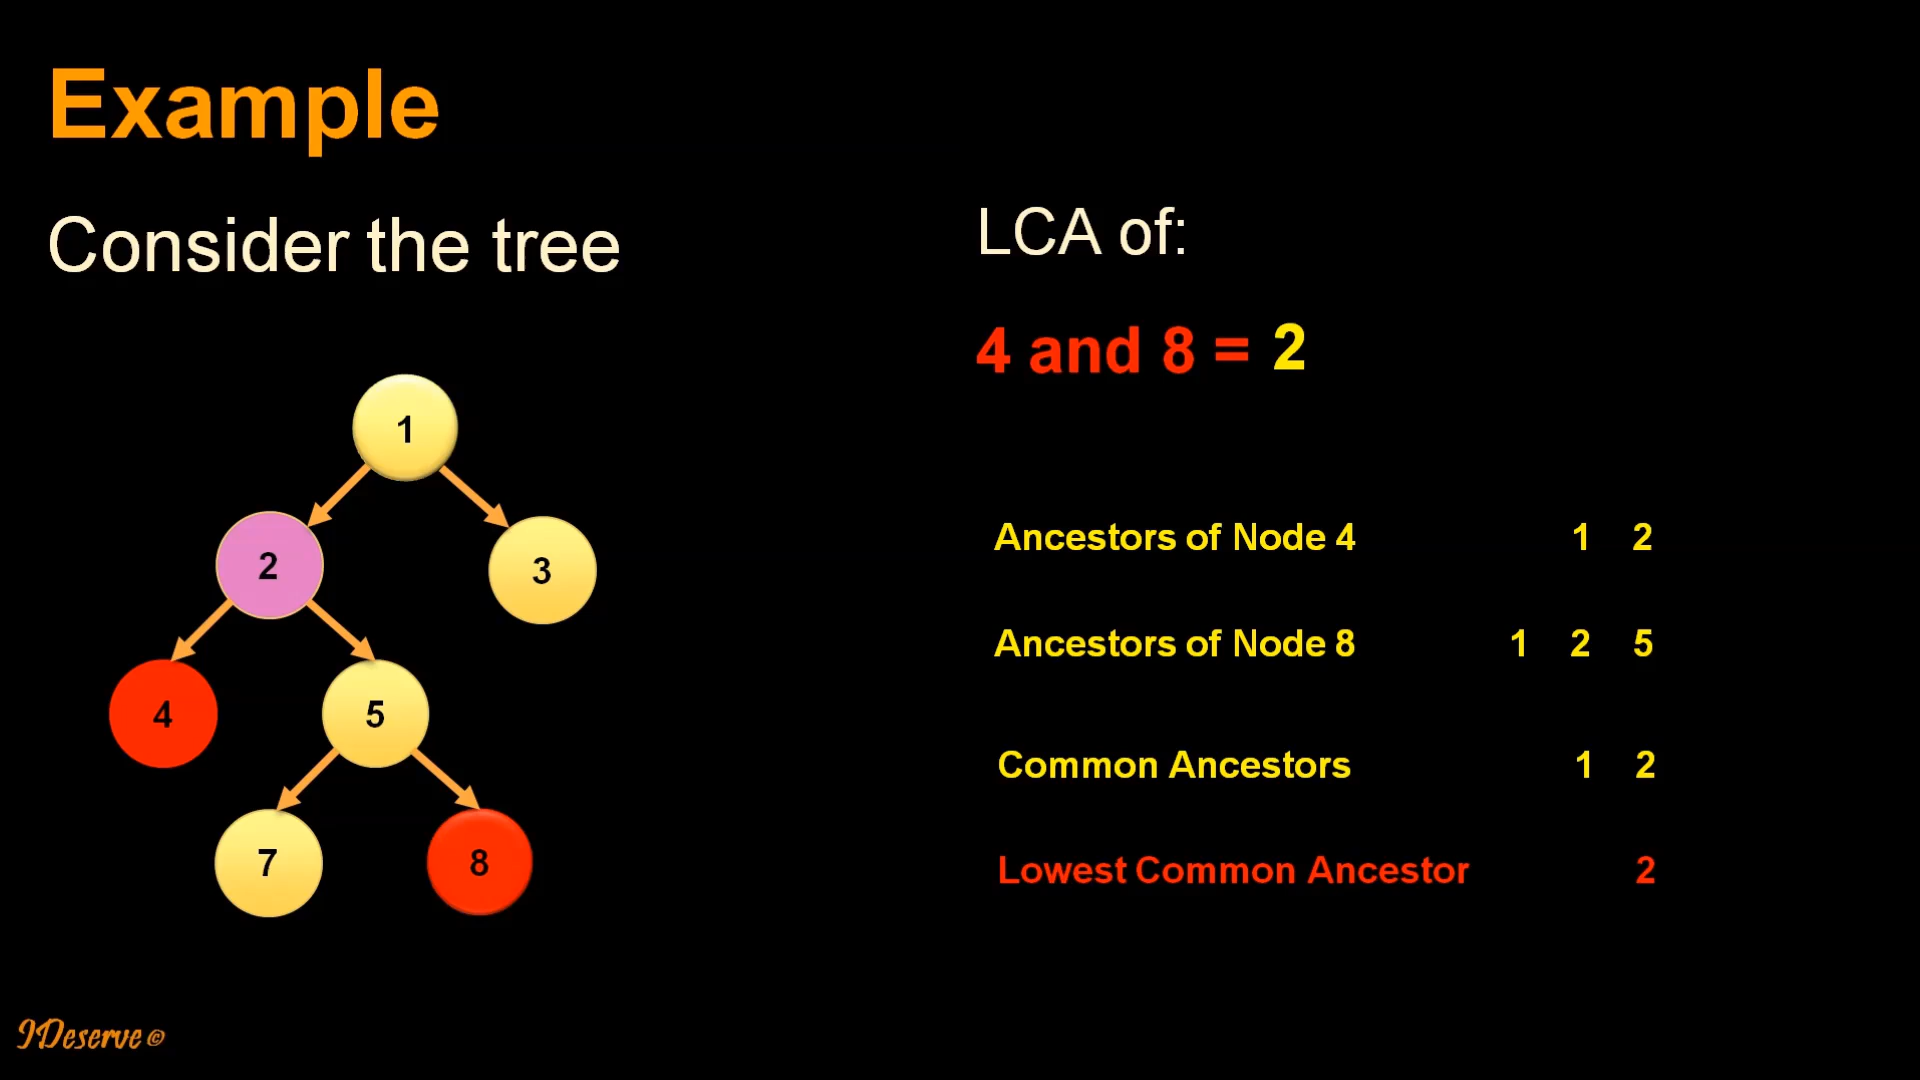 Example
Consider the tree
1
2
3
4
5
7
8
LCA of:
4 and 8 = 2
Ancestors of Node 4 1 2
Ancestors of Node 8 1 2 5
Common Ancestors 1 2
Lowest Common Ancestor 2
IDeserve ©